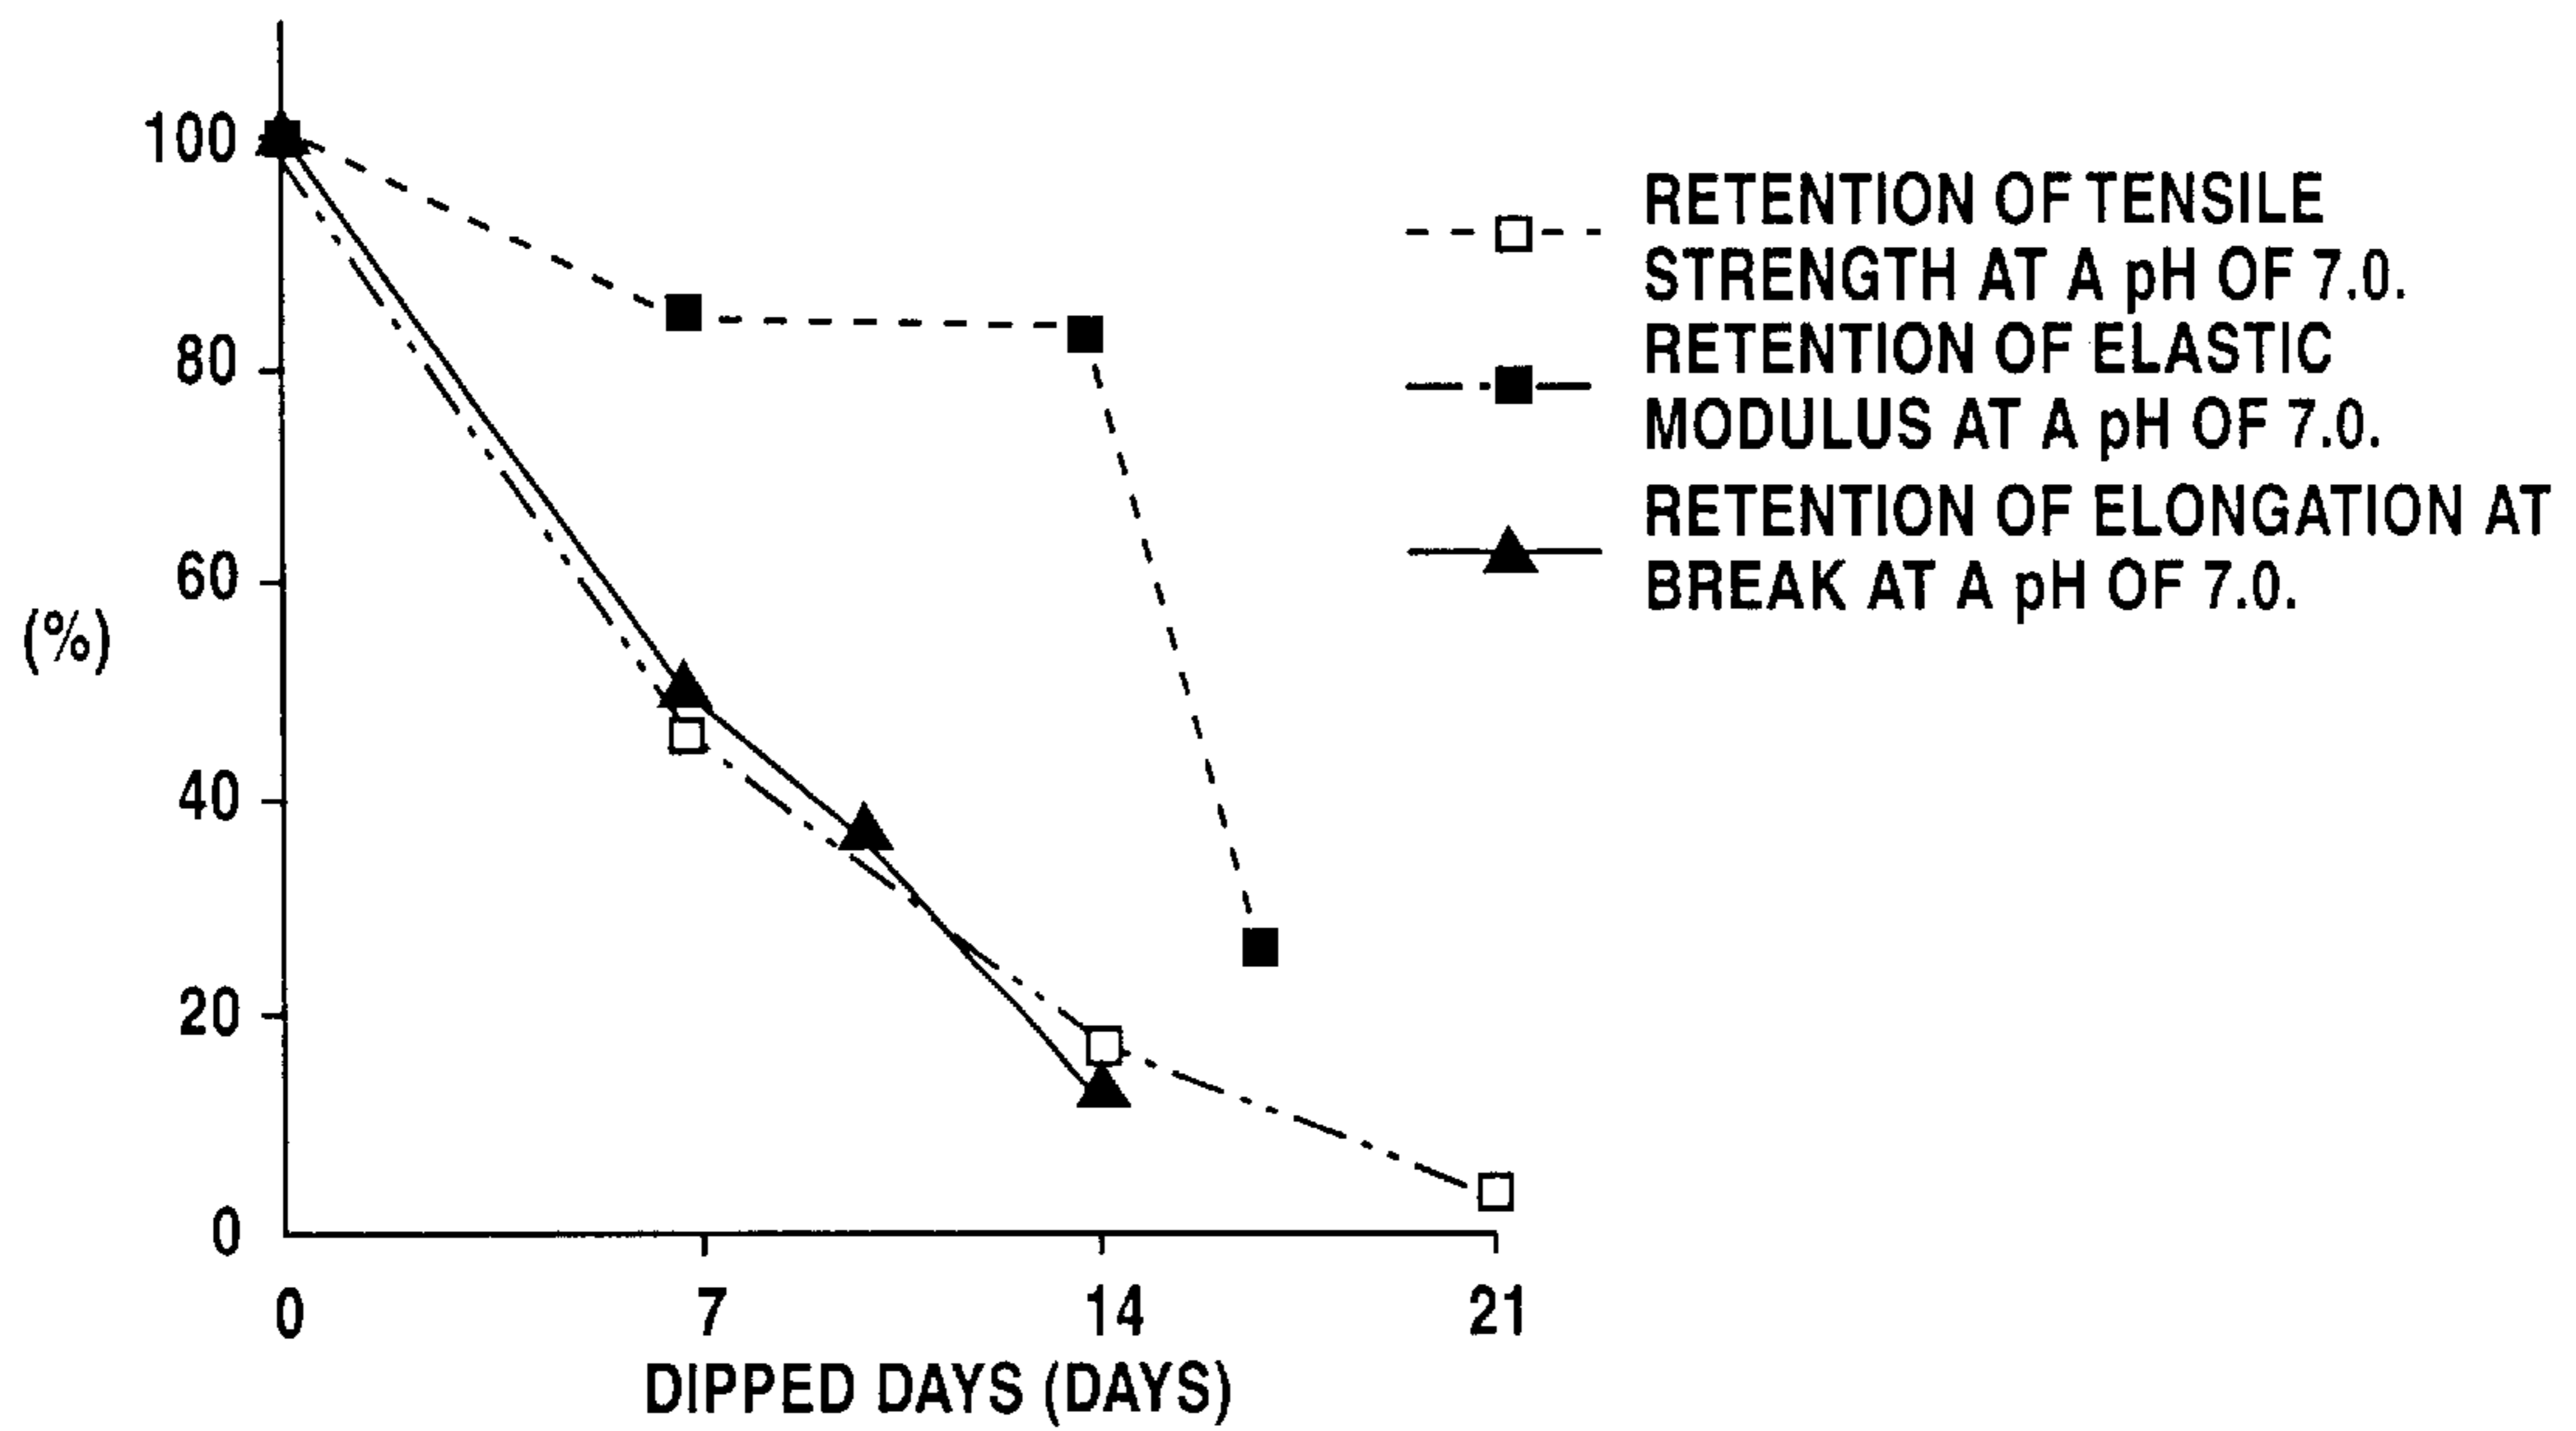 100
80
60
(%)
40
20
0
0 7 14 21
DIPPED DAYS (DAYS)
RETENTION OF TENSILE
STRENGTH AT A pH OF 7.0.
RETENTION OF ELASTIC
MODULUS AT A pH OF 7.0.
RETENTION OF ELONGATION AT
BREAK AT A pH OF 7.0.